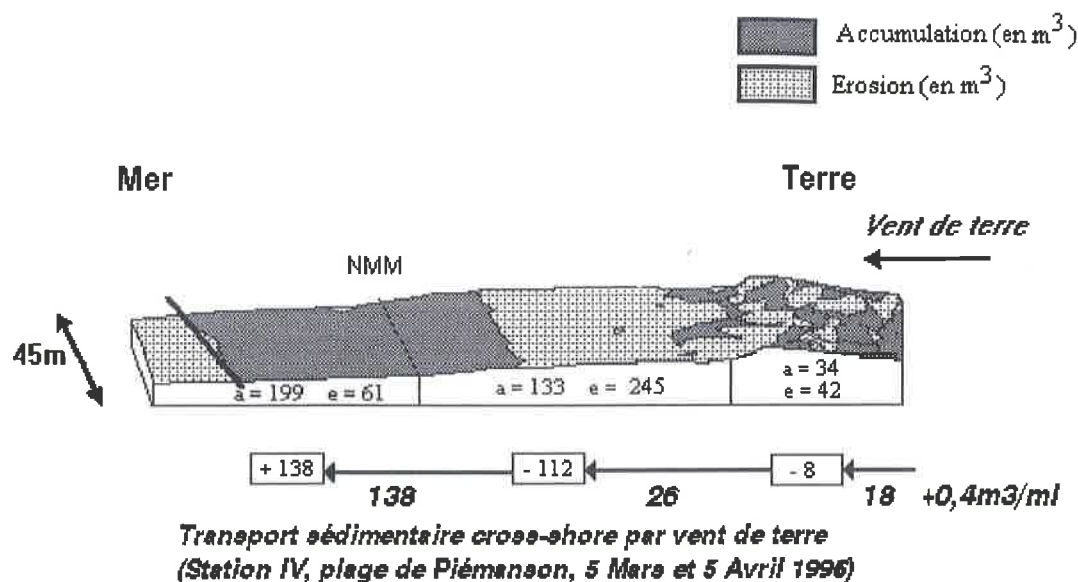 Accumulation (en m³)
Erosion (en m³)
Mer
Terre
Vent de terre
NMM
45m
a = 199 e = 61
a = 133 e = 245
a = 34
e = 42
+ 138
- 112
- 8
138
26
18 +0,4m3/ml
Transport sédimentaire cross-shore par vent de terre
(Station IV, plage de Piémanson, 5 Mars et 5 Avril 1996)